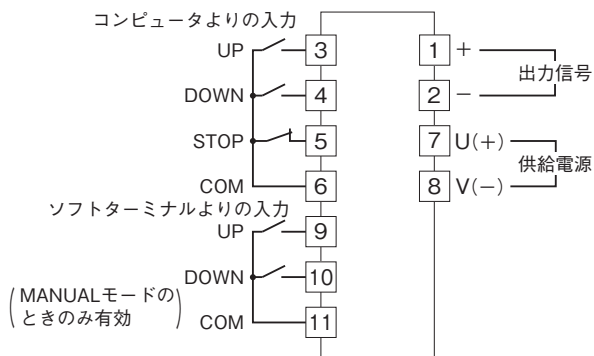 コンピュータよりの入力
UP 3
DOWN 4
STOP 5
COM 6
ソフトターミナルよりの入力
UP 9
DOWN 10
COM 11
(MANUALモードの
ときのみ有効)
1 +
2 −
出力信号
7 U(+)
8 V(−)
供給電源